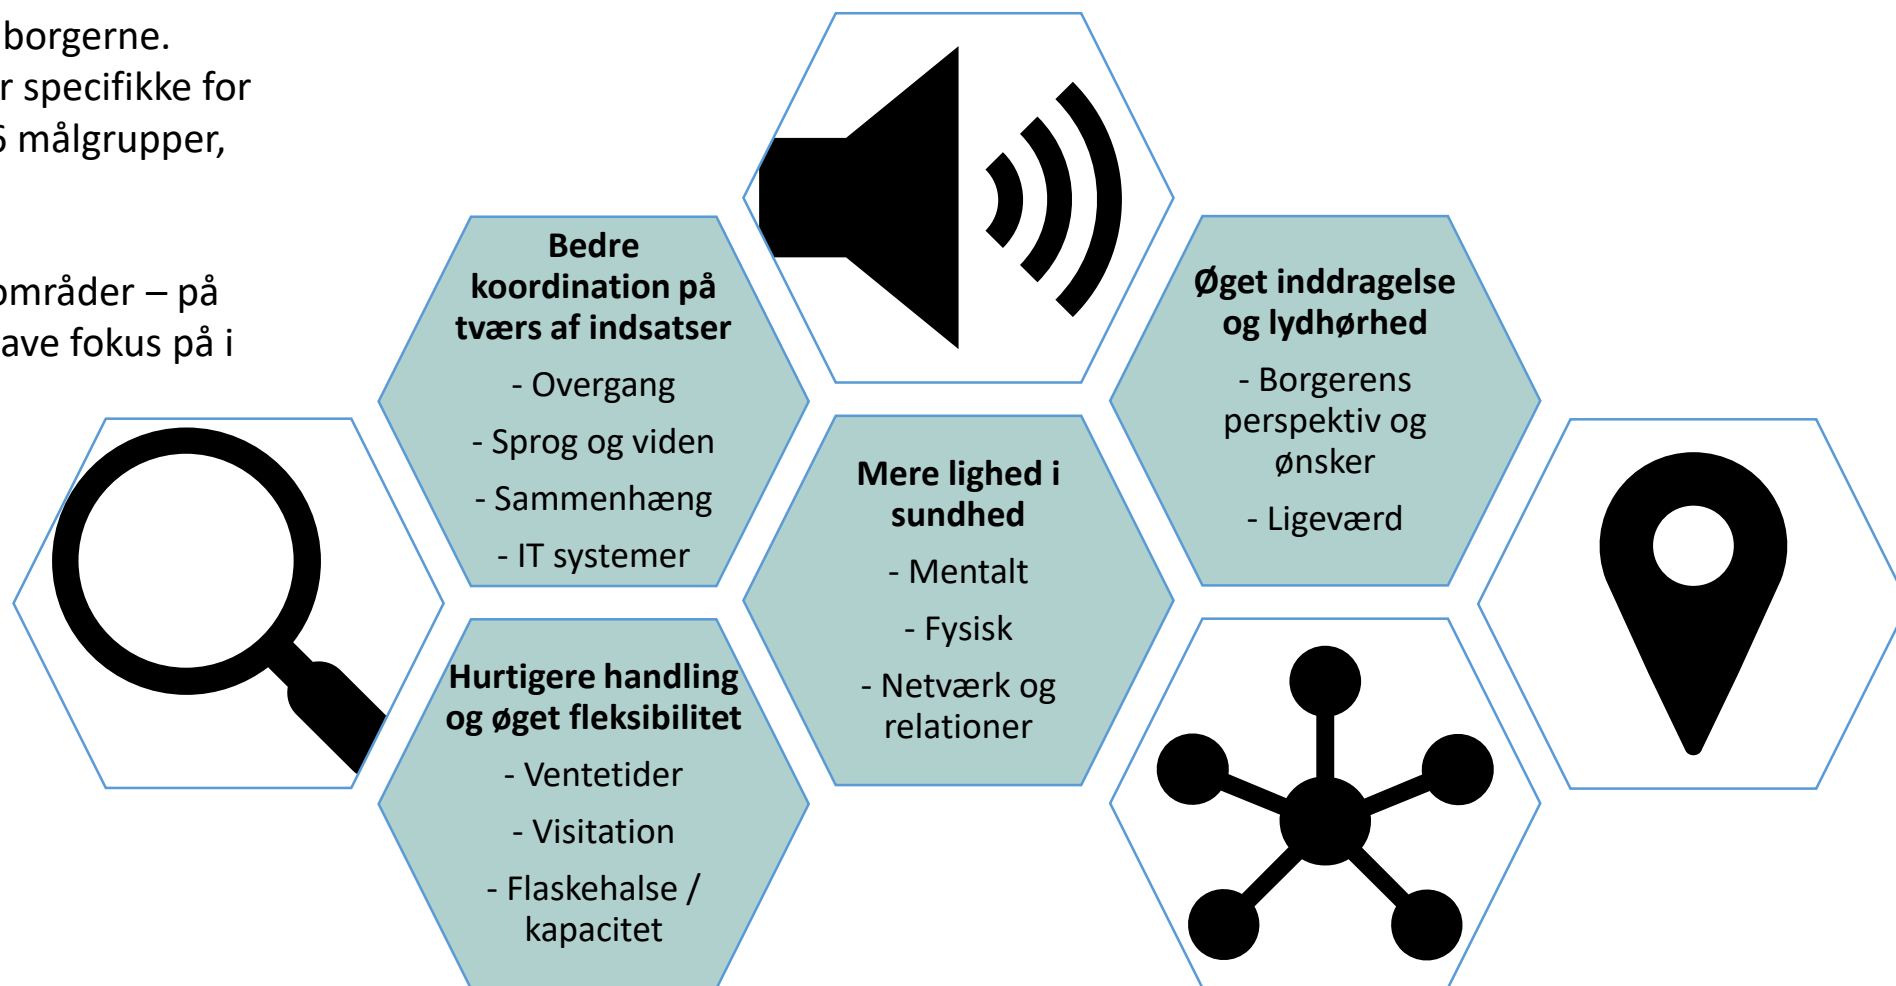 borgerne.
r specifikke for
6 målgrupper,
områder – på
ave fokus på i
Bedre
koordination på
tværs af indsatser
- Overgang
- Sprog og viden
- Sammenhæng
- IT systemer
Hurtigere handling
og øget fleksibilitet
- Ventetider
- Visitation
- Flaskehalse /
kapacitet
Mere lighed i
sundhed
- Mentalt
- Fysisk
- Netværk og
relationer
Øget inddragelse
og lydhørhed
- Borgerens
perspektiv og
ønsker
- Ligeværd